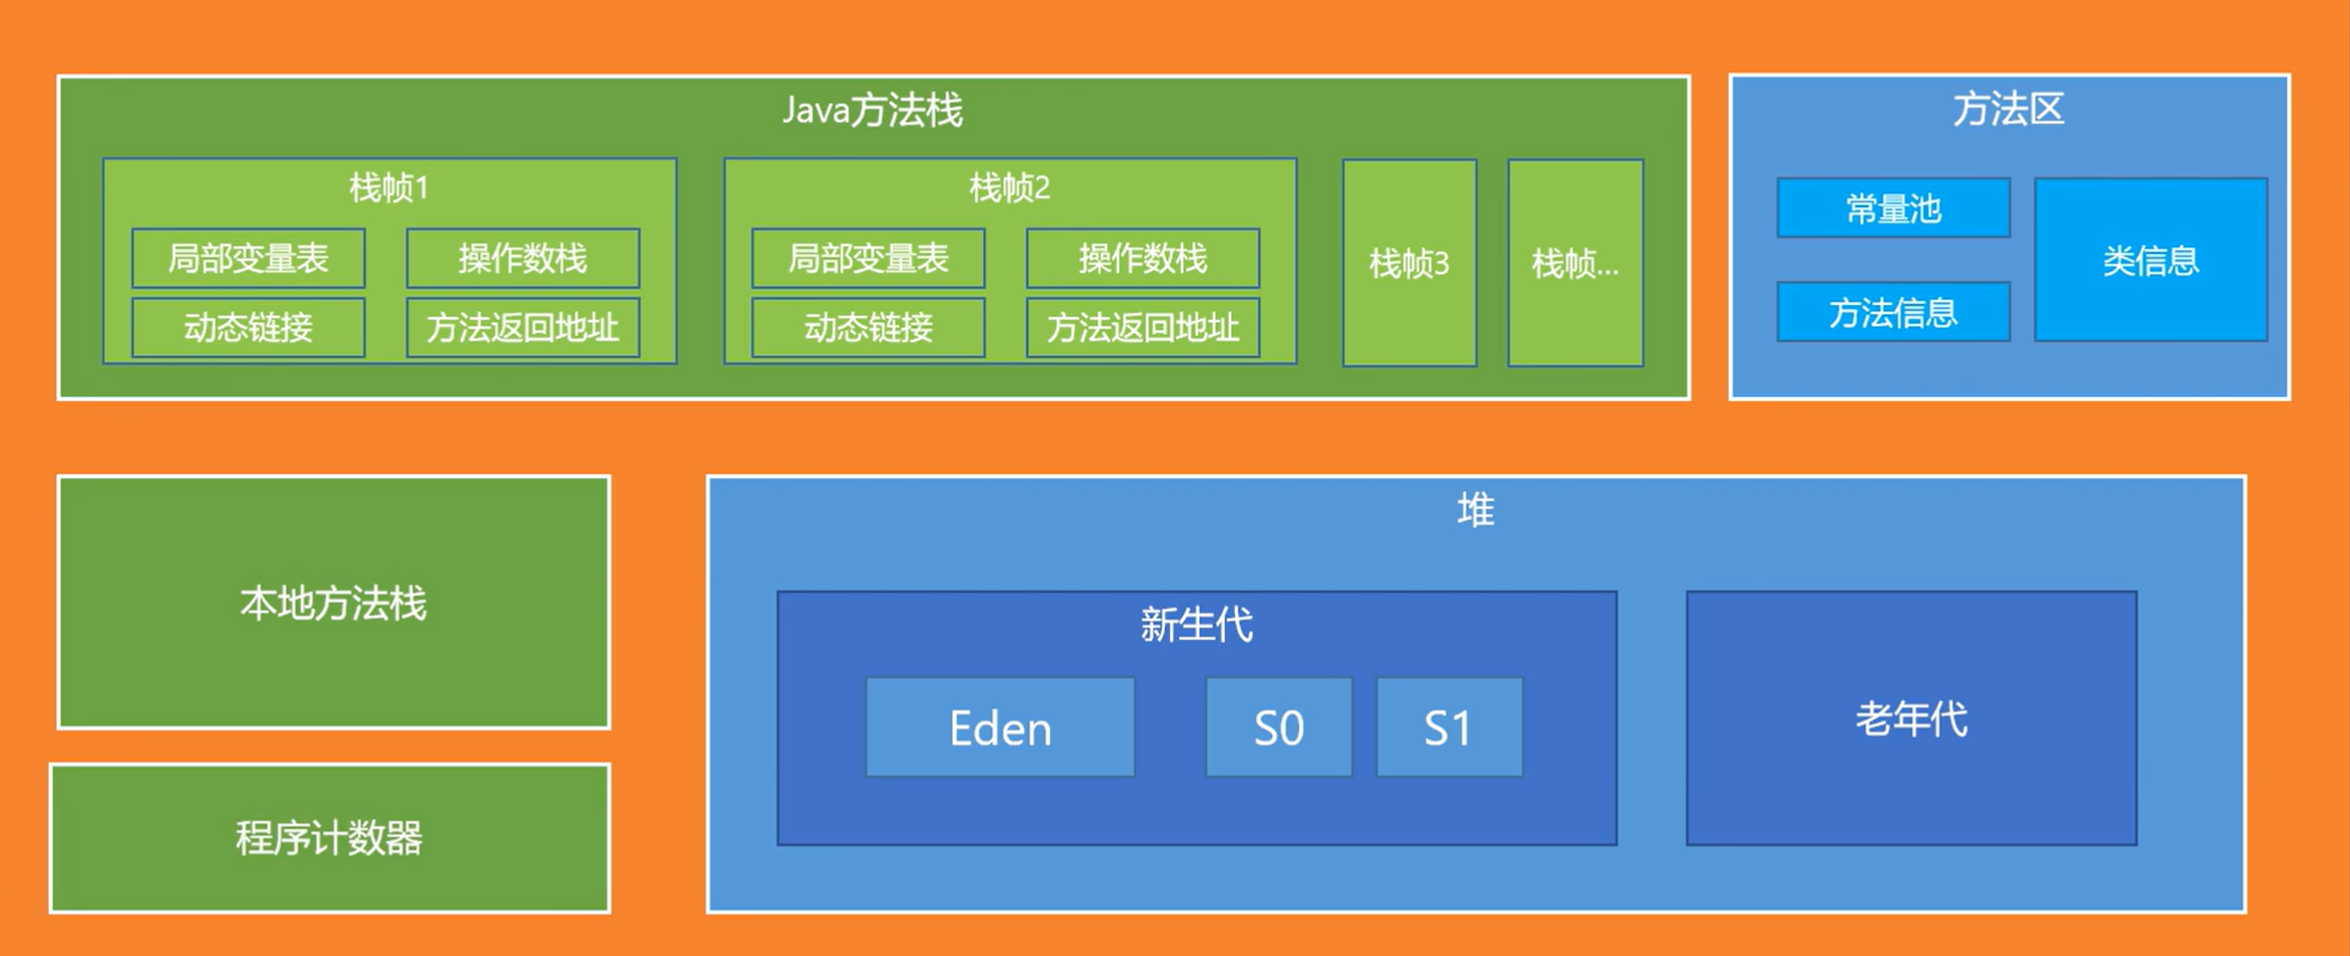 Java方法栈
栈帧1
局部变量表
操作数栈
动态链接
方法返回地址
栈帧2
局部变量表
操作数栈
动态链接
方法返回地址
栈帧3
栈帧...
方法区
常量池
方法信息
类信息
本地方法栈
程序计数器
堆
新生代
Eden
S0
S1
老年代